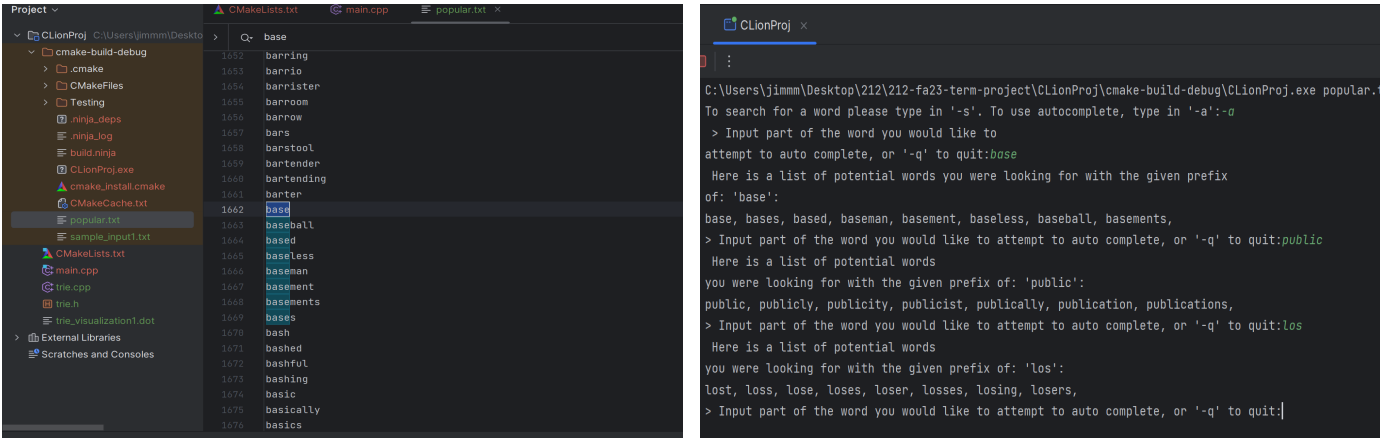 Project
CMakeLists.txt
main.cpp
popular.txt
CLionProj C:\Users\jimmm\Deskto
cmake-build-debug
.cmake
CMakeFiles
Testing
.ninja_deps
.ninja_log
build.ninja
CLionProj.exe
cmake_install.cmake
CMakeCache.txt
popular.txt
sample_input1.txt
CMakeLists.txt
main.cpp
trie.cpp
trie.h
trie_visualization1.dot
External Libraries
Scratches and Consoles
base
1652 barring
1653 barrio
1654 barrister
1655 barroom
1656 barrow
1657 bars
1658 barstool
1659 bartender
1660 bartending
1661 barter
1662 base
1663 baseball
1664 based
1665 baseless
1666 baseman
1667 basement
1668 basements
1669 bases
1670 bash
1671 bashed
1672 bashful
1673 bashing
1674 basic
1675 basically
1676 basics
CLionProj
C:\Users\jimmm\Desktop\212\212-fa23-term-project\CLionProj\cmake-build-debug\CLionProj.exe popular.t
To search for a word please type in '-s'. To use autocomplete, type in '-a':-a
> Input part of the word you would like to
attempt to auto complete, or '-q' to quit:base
Here is a list of potential words you were looking for with the given prefix
of: 'base':
base, bases, based, baseman, basement, baseless, baseball, basements,
> Input part of the word you would like to attempt to auto complete, or '-q' to quit:public
Here is a list of potential words
you were looking for with the given prefix of: 'public':
public, publicly, publicity, publicist, publically, publication, publications,
> Input part of the word you would like to attempt to auto complete, or '-q' to quit:los
Here is a list of potential words
you were looking for with the given prefix of: 'los':
lost, loss, lose, loses, loser, losses, losing, losers,
> Input part of the word you would like to attempt to auto complete, or '-q' to quit: